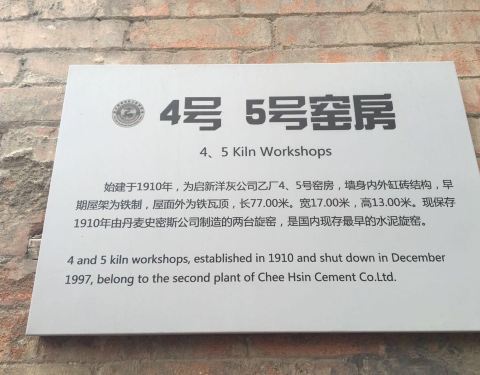 4号 5号窑房
4、5 Kiln Workshops
始建于1910年，为启新洋灰公司乙厂4、5号窑房，墙身内外缸砖结构，早
期屋架为铁制，屋面外为铁瓦顶，长77.00米。宽17.00米，高13.00米。现保存
1910年由丹麦史密斯公司制造的两台旋窑，是国内现存最早的水泥旋窑。
4 and 5 kiln workshops, established in 1910 and shut down in December
1997, belong to the second plant of Chee Hsin Cement Co.Ltd.